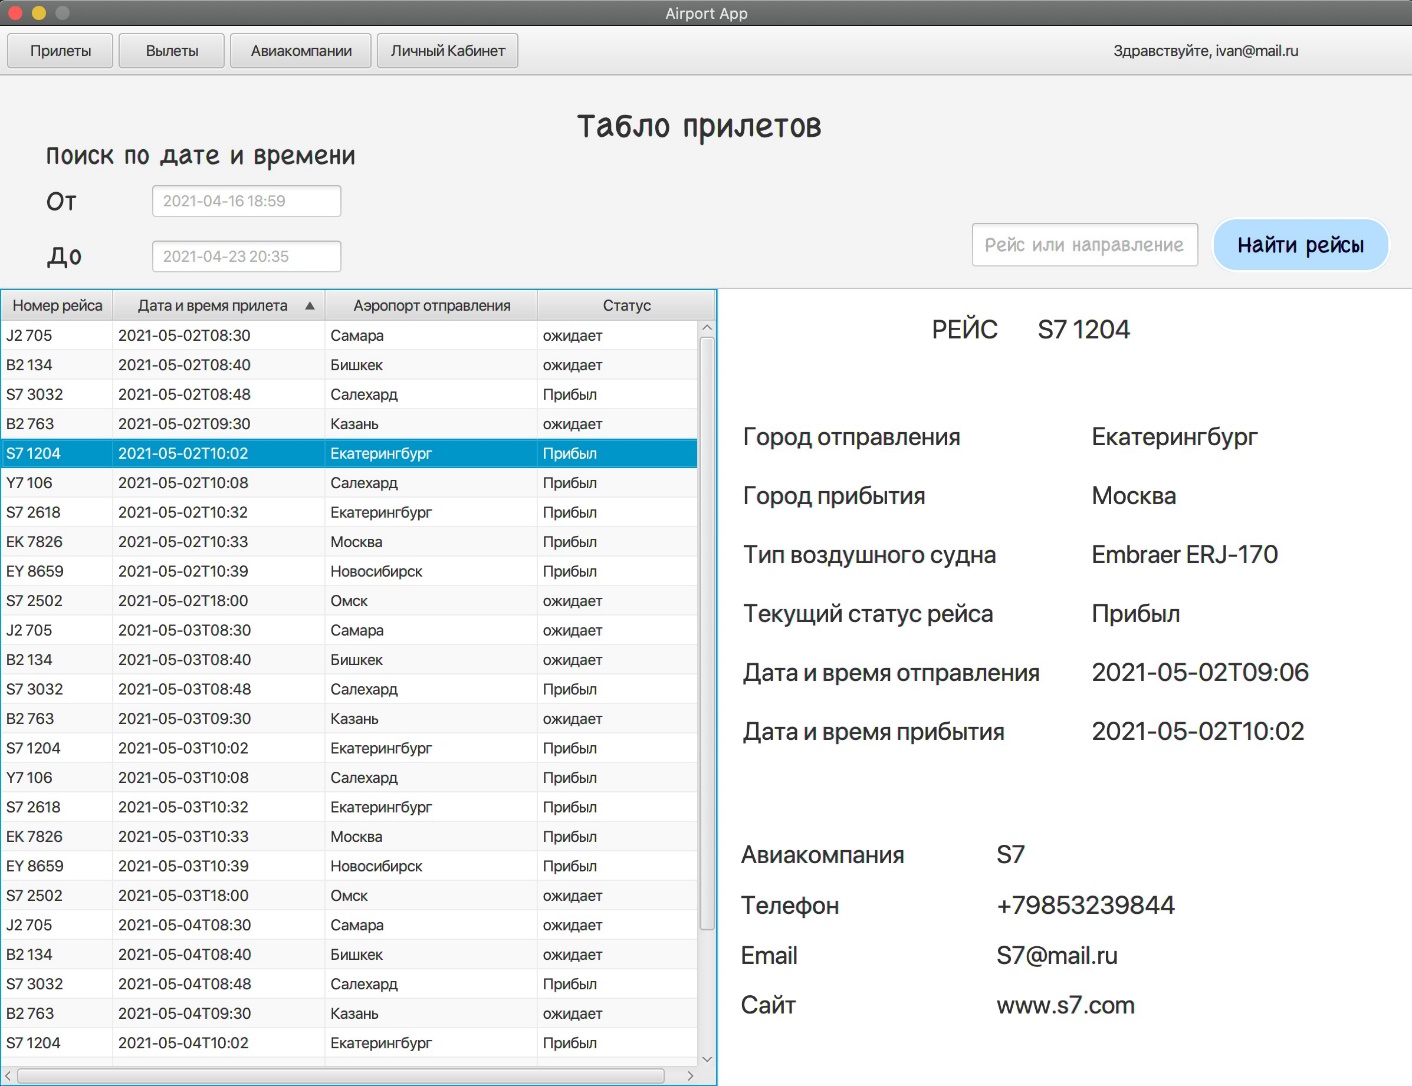 Airport App
Прилеты Вылеты Авиакомпании Личный Кабинет Здравствуйте, ivan@mail.ru
Табло прилетов
Поиск по дате и времени
От 2021-04-16 18:59
До 2021-04-23 20:35
Рейс или направление Найти рейсы
Номер рейса Дата и время прилета Аэропорт отправления Статус
J2 705 2021-05-02T08:30 Самара ожидает
B2 134 2021-05-02T08:40 Бишкек ожидает
S7 3032 2021-05-02T08:48 Салехард Прибыл
B2 763 2021-05-02T09:30 Казань ожидает
S7 1204 2021-05-02T10:02 Екатеринбург Прибыл
Y7 106 2021-05-02T10:08 Салехард Прибыл
S7 2618 2021-05-02T10:32 Екатеринбург Прибыл
EK 7826 2021-05-02T10:33 Москва Прибыл
EY 8659 2021-05-02T10:39 Новосибирск Прибыл
S7 2502 2021-05-02T18:00 Омск ожидает
J2 705 2021-05-03T08:30 Самара ожидает
B2 134 2021-05-03T08:40 Бишкек ожидает
S7 3032 2021-05-03T08:48 Салехард ожидает
B2 763 2021-05-03T09:30 Казань ожидает
S7 1204 2021-05-03T10:02 Екатеринбург Прибыл
Y7 106 2021-05-03T10:08 Салехард Прибыл
S7 2618 2021-05-03T10:32 Екатеринбург Прибыл
EK 7826 2021-05-03T10:33 Москва Прибыл
EY 8659 2021-05-03T10:39 Новосибирск Прибыл
S7 2502 2021-05-03T18:00 Омск ожидает
J2 705 2021-05-04T08:30 Самара ожидает
B2 134 2021-05-04T08:40 Бишкек ожидает
S7 3032 2021-05-04T08:48 Салехард ожидает
B2 763 2021-05-04T09:30 Казань ожидает
S7 1204 2021-05-04T10:02 Екатеринбург Прибыл
РЕЙС S7 1204
Город отправления Екатеринбург
Город прибытия Москва
Тип воздушного судна Embraer ERJ-170
Текущий статус рейса Прибыл
Дата и время отправления 2021-05-02T09:06
Дата и время прибытия 2021-05-02T10:02
Авиакомпания S7
Телефон +79853239844
Email S7@mail.ru
Сайт www.s7.com